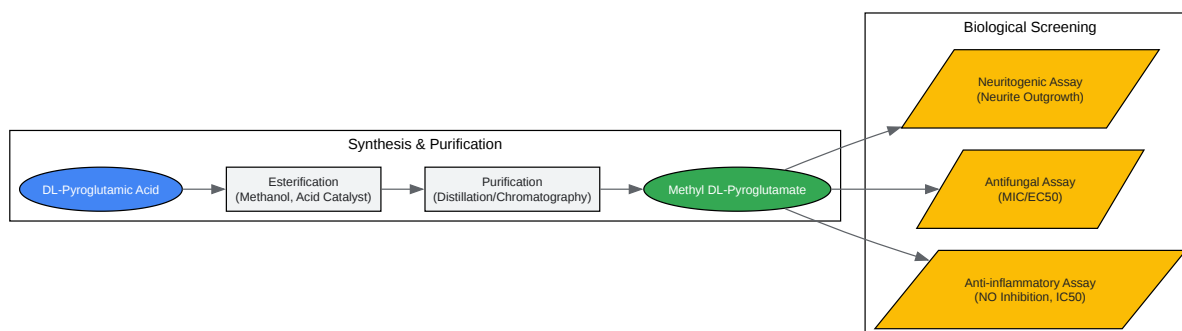 Synthesis & Purification
DL-Pyroglutamic Acid
Esterification
(Methanol, Acid Catalyst)
Purification
(Distillation/Chromatography)
Methyl DL-Pyroglutamate
Biological Screening
Neuritogenic Assay
(Neurite Outgrowth)
Antifungal Assay
(MIC/EC50)
Anti-inflammatory Assay
(NO Inhibition, IC50)